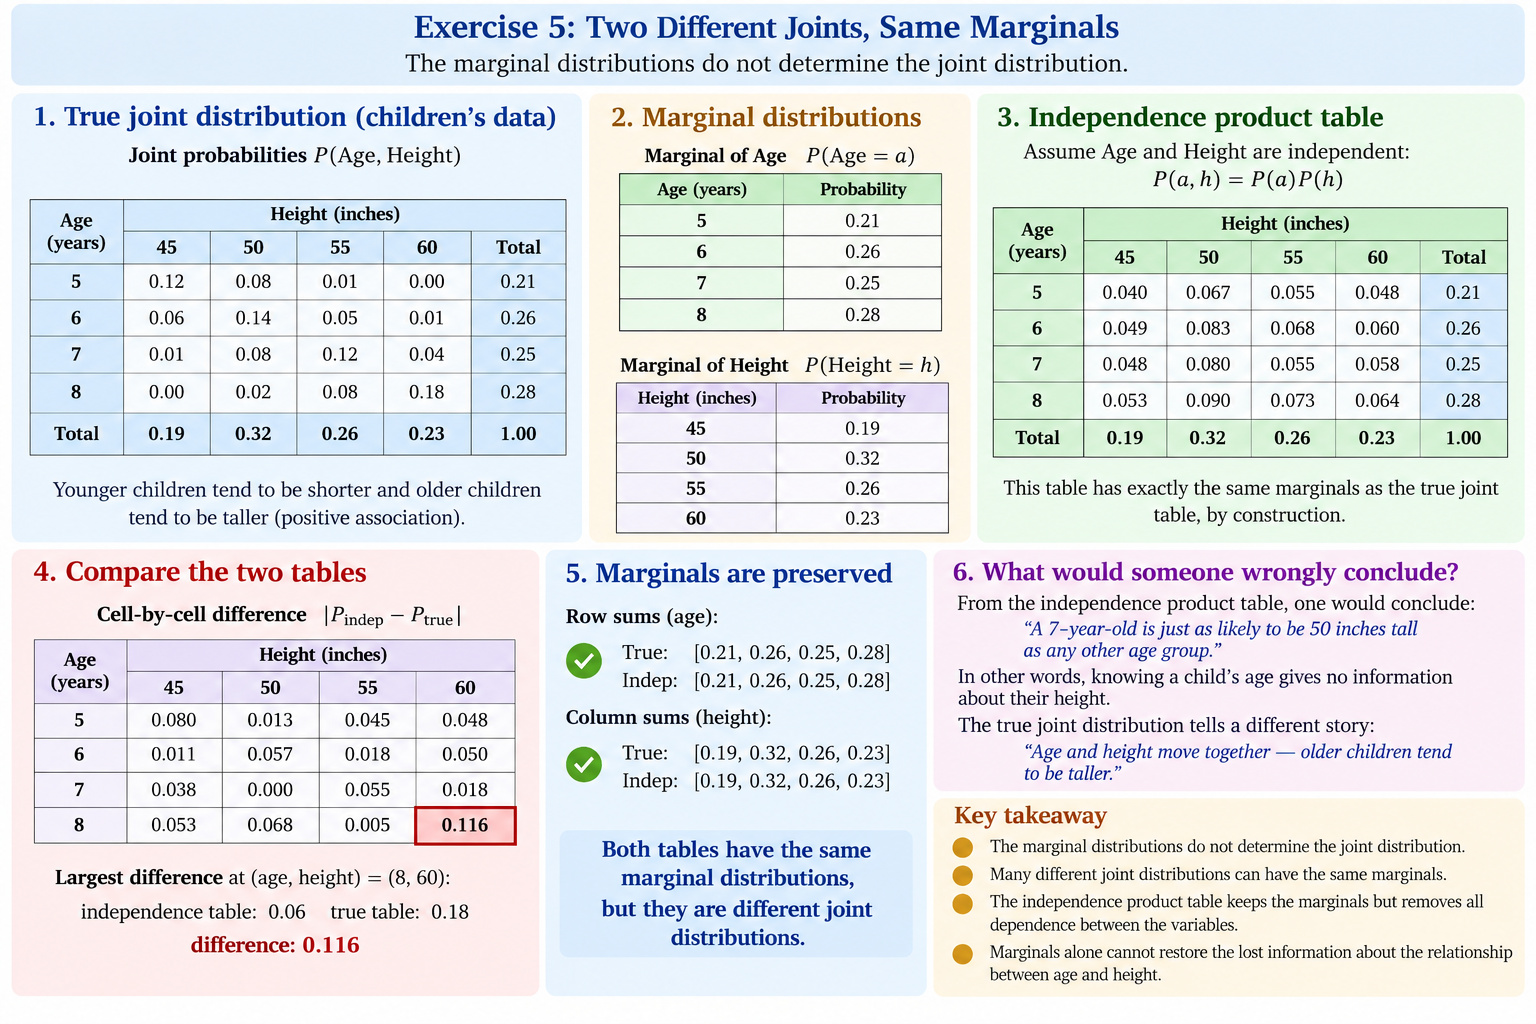 Exercise 5: Two Different Joints, Same Marginals
The marginal distributions do not determine the joint distribution.
1. True joint distribution (children's data)
Joint probabilities P(Age, Height)
Age (years) Height (inches)
45 50 55 60 Total
5 0.12 0.08 0.01 0.00 0.21
6 0.06 0.14 0.05 0.01 0.26
7 0.01 0.08 0.12 0.04 0.25
8 0.00 0.02 0.08 0.18 0.28
Total 0.19 0.32 0.26 0.23 1.00
Younger children tend to be shorter and older children
tend to be taller (positive association).
2. Marginal distributions
Marginal of Age P(Age = a)
Age (years) Probability
5 0.21
6 0.26
7 0.25
8 0.28
Marginal of Height P(Height = h)
Height (inches) Probability
45 0.19
50 0.32
55 0.26
60 0.23
3. Independence product table
Assume Age and Height are independent:
P(a, h) = P(a)P(h)
Age (years) Height (inches)
45 50 55 60 Total
5 0.040 0.067 0.055 0.048 0.21
6 0.049 0.083 0.068 0.060 0.26
7 0.048 0.080 0.055 0.058 0.25
8 0.053 0.090 0.073 0.064 0.28
Total 0.19 0.32 0.26 0.23 1.00
This table has exactly the same marginals as the true joint
table, by construction.
4. Compare the two tables
Cell-by-cell difference |P_indep − P_true|
Age (years) Height (inches)
45 50 55 60
5 0.080 0.013 0.045 0.048
6 0.011 0.057 0.018 0.050
7 0.038 0.000 0.055 0.018
8 0.053 0.068 0.005 0.116
Largest difference at (age, height) = (8, 60):
independence table: 0.06 true table: 0.18
difference: 0.116
5. Marginals are preserved
Row sums (age):
True: [0.21, 0.26, 0.25, 0.28]
Indep: [0.21, 0.26, 0.25, 0.28]
Column sums (height):
True: [0.19, 0.32, 0.26, 0.23]
Indep: [0.19, 0.32, 0.26, 0.23]
Both tables have the same
marginal distributions,
but they are different joint
distributions.
6. What would someone wrongly conclude?
From the independence product table, one would conclude:
“A 7–year-old is just as likely to be 50 inches tall
as any other age group.”
In other words, knowing a child's age gives no information
about their height.
The true joint distribution tells a different story:
“Age and height move together — older children tend
to be taller.”
Key takeaway
The marginal distributions do not determine the joint distribution.
Many different joint distributions can have the same marginals.
The independence product table keeps the marginals but removes all
dependence between the variables.
Marginals alone cannot restore the lost information about the relationship
between age and height.